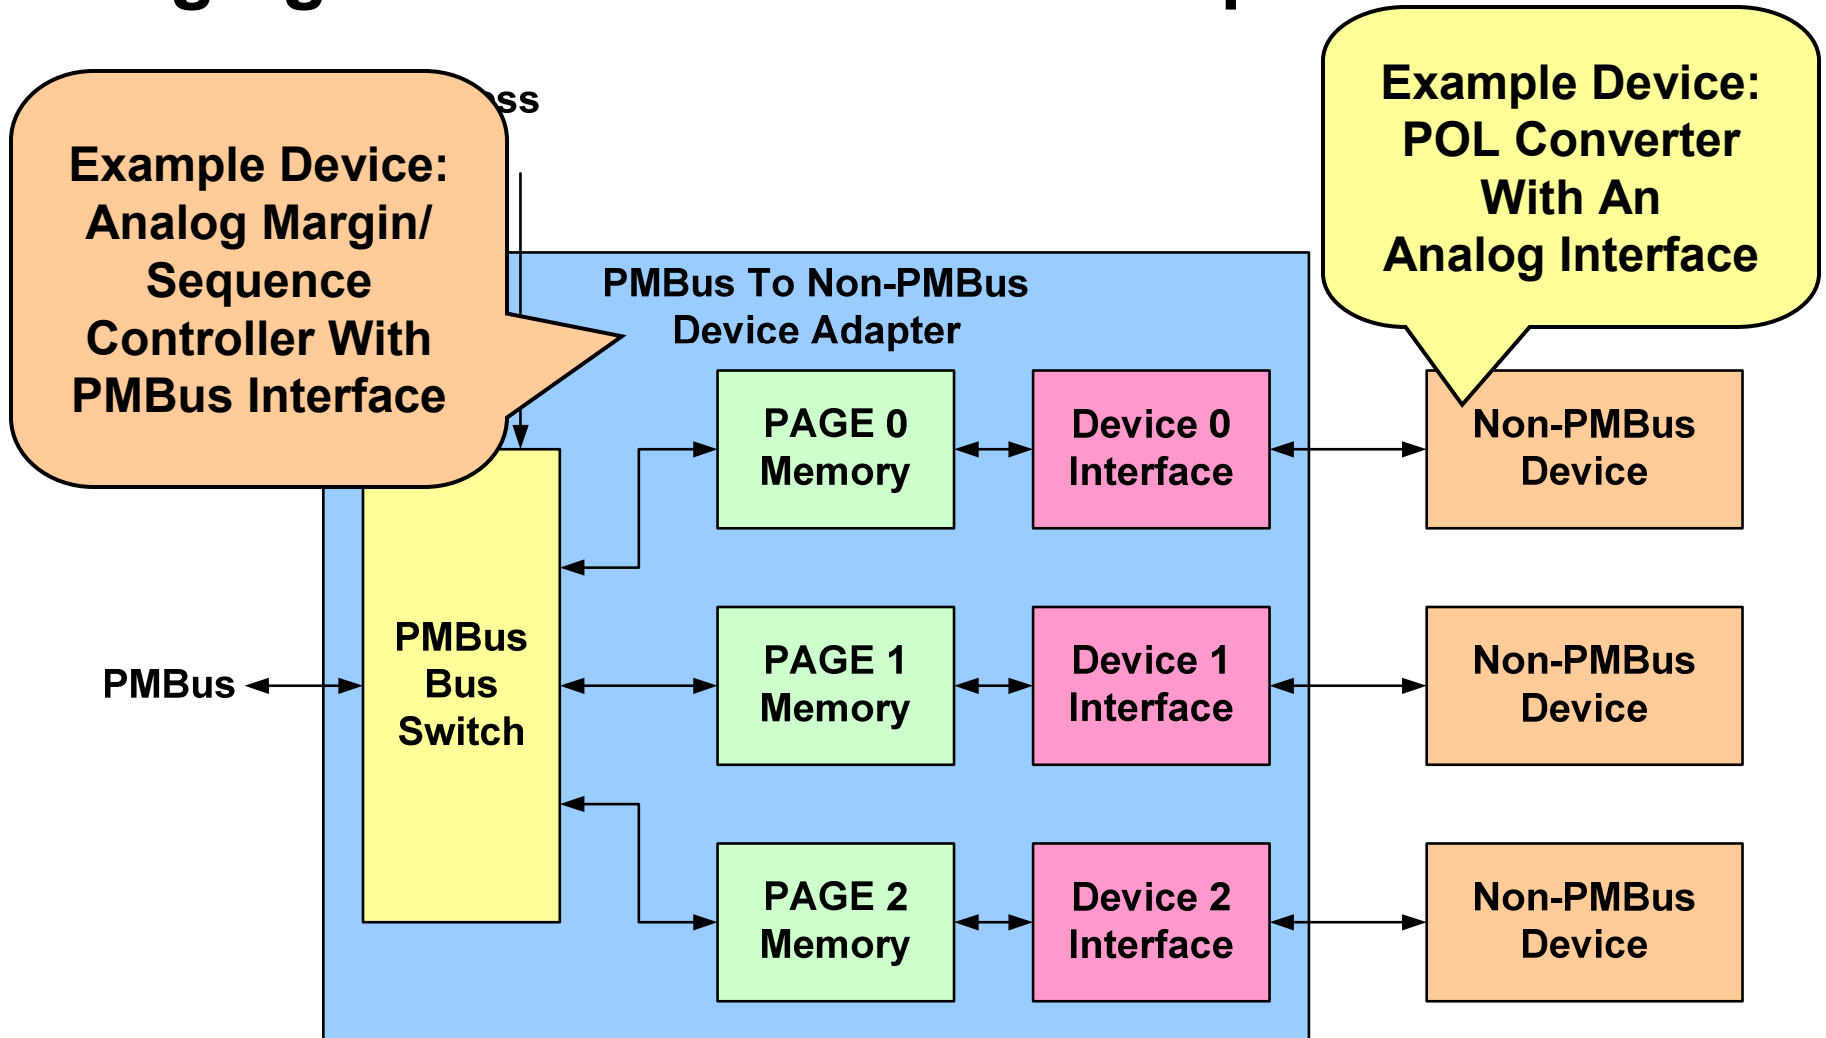 Example Device:
Analog Margin/
Sequence
Controller With
PMBus Interface
Example Device:
POL Converter
With An
Analog Interface
PMBus To Non-PMBus
Device Adapter
PAGE 0
Memory
Device 0
Interface
Non-PMBus
Device
PMBus
PMBus
Bus
Switch
PAGE 1
Memory
Device 1
Interface
Non-PMBus
Device
PAGE 2
Memory
Device 2
Interface
Non-PMBus
Device